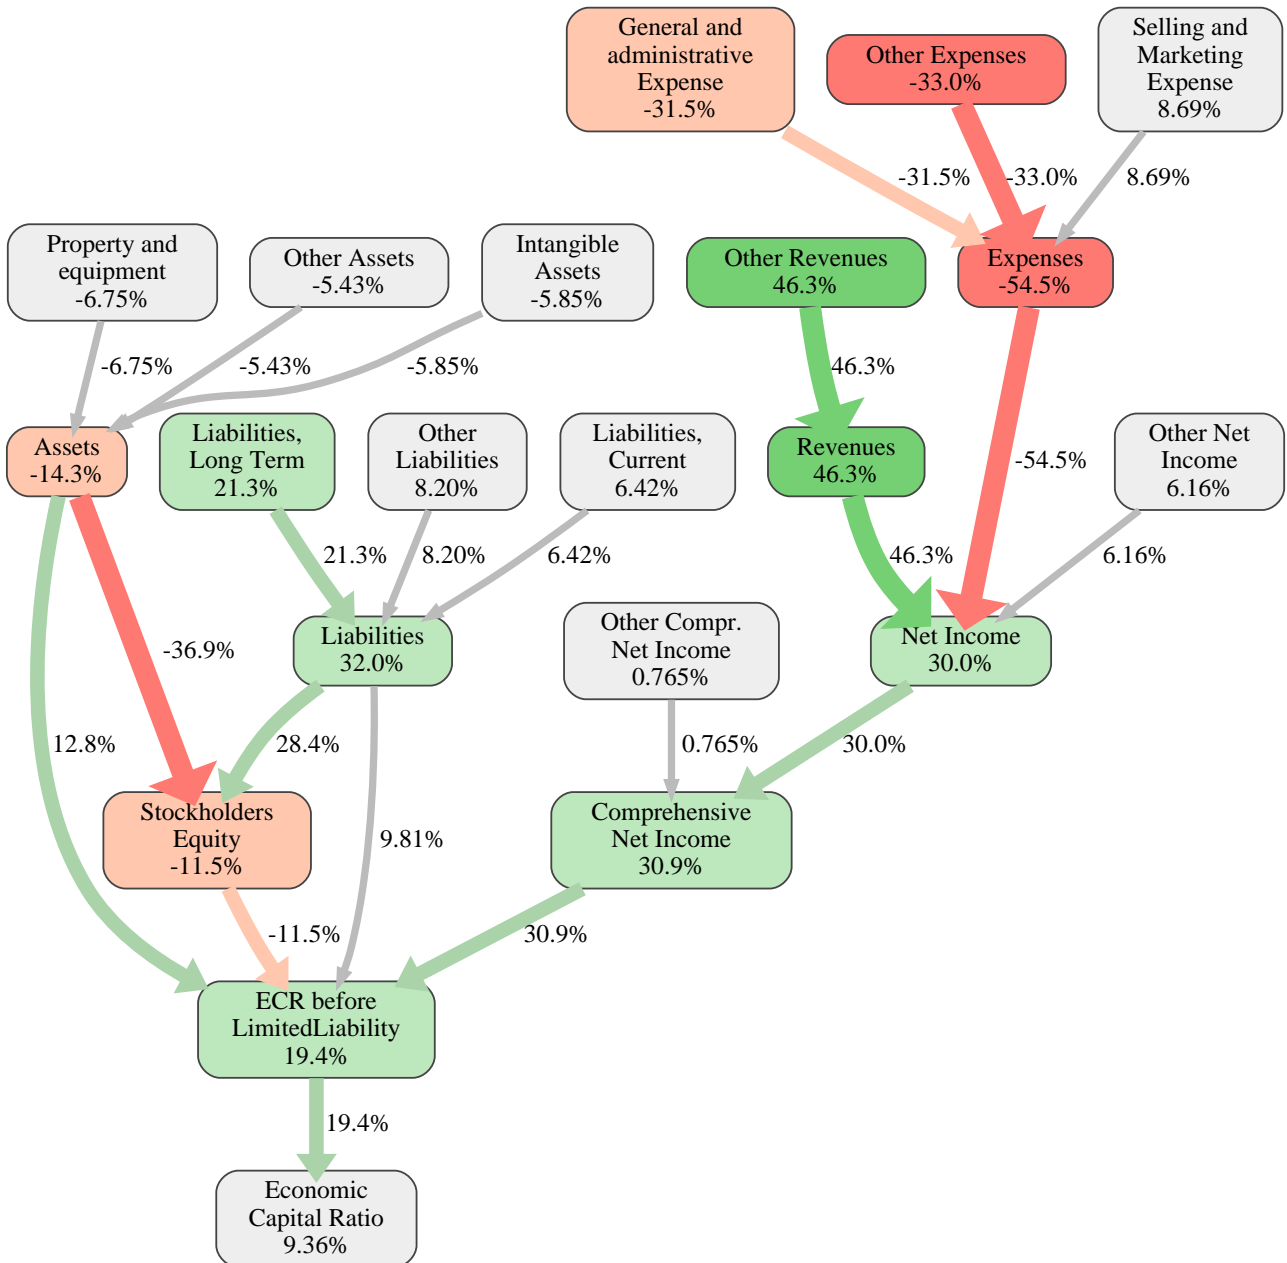 General and
administrative
Expense
-31.5%
Other Expenses
-33.0%
Selling and
Marketing
Expense
8.69%
-31.5%
-33.0%
8.69%
Property and
equipment
-6.75%
Other Assets
-5.43%
Intangible
Assets
-5.85%
Other Revenues
46.3%
Expenses
-54.5%
-6.75%
-5.43%
-5.85%
46.3%
Assets
-14.3%
Liabilities,
Long Term
21.3%
Other
Liabilities
8.20%
Liabilities,
Current
6.42%
Revenues
46.3%
-54.5%
Other Net
Income
6.16%
21.3%
8.20%
6.42%
46.3%
6.16%
-36.9%
Liabilities
32.0%
Other Compr.
Net Income
0.765%
Net Income
30.0%
12.8%
28.4%
0.765%
30.0%
Stockholders
Equity
-11.5%
9.81%
Comprehensive
Net Income
30.9%
-11.5%
30.9%
ECR before
LimitedLiability
19.4%
19.4%
Economic
Capital Ratio
9.36%